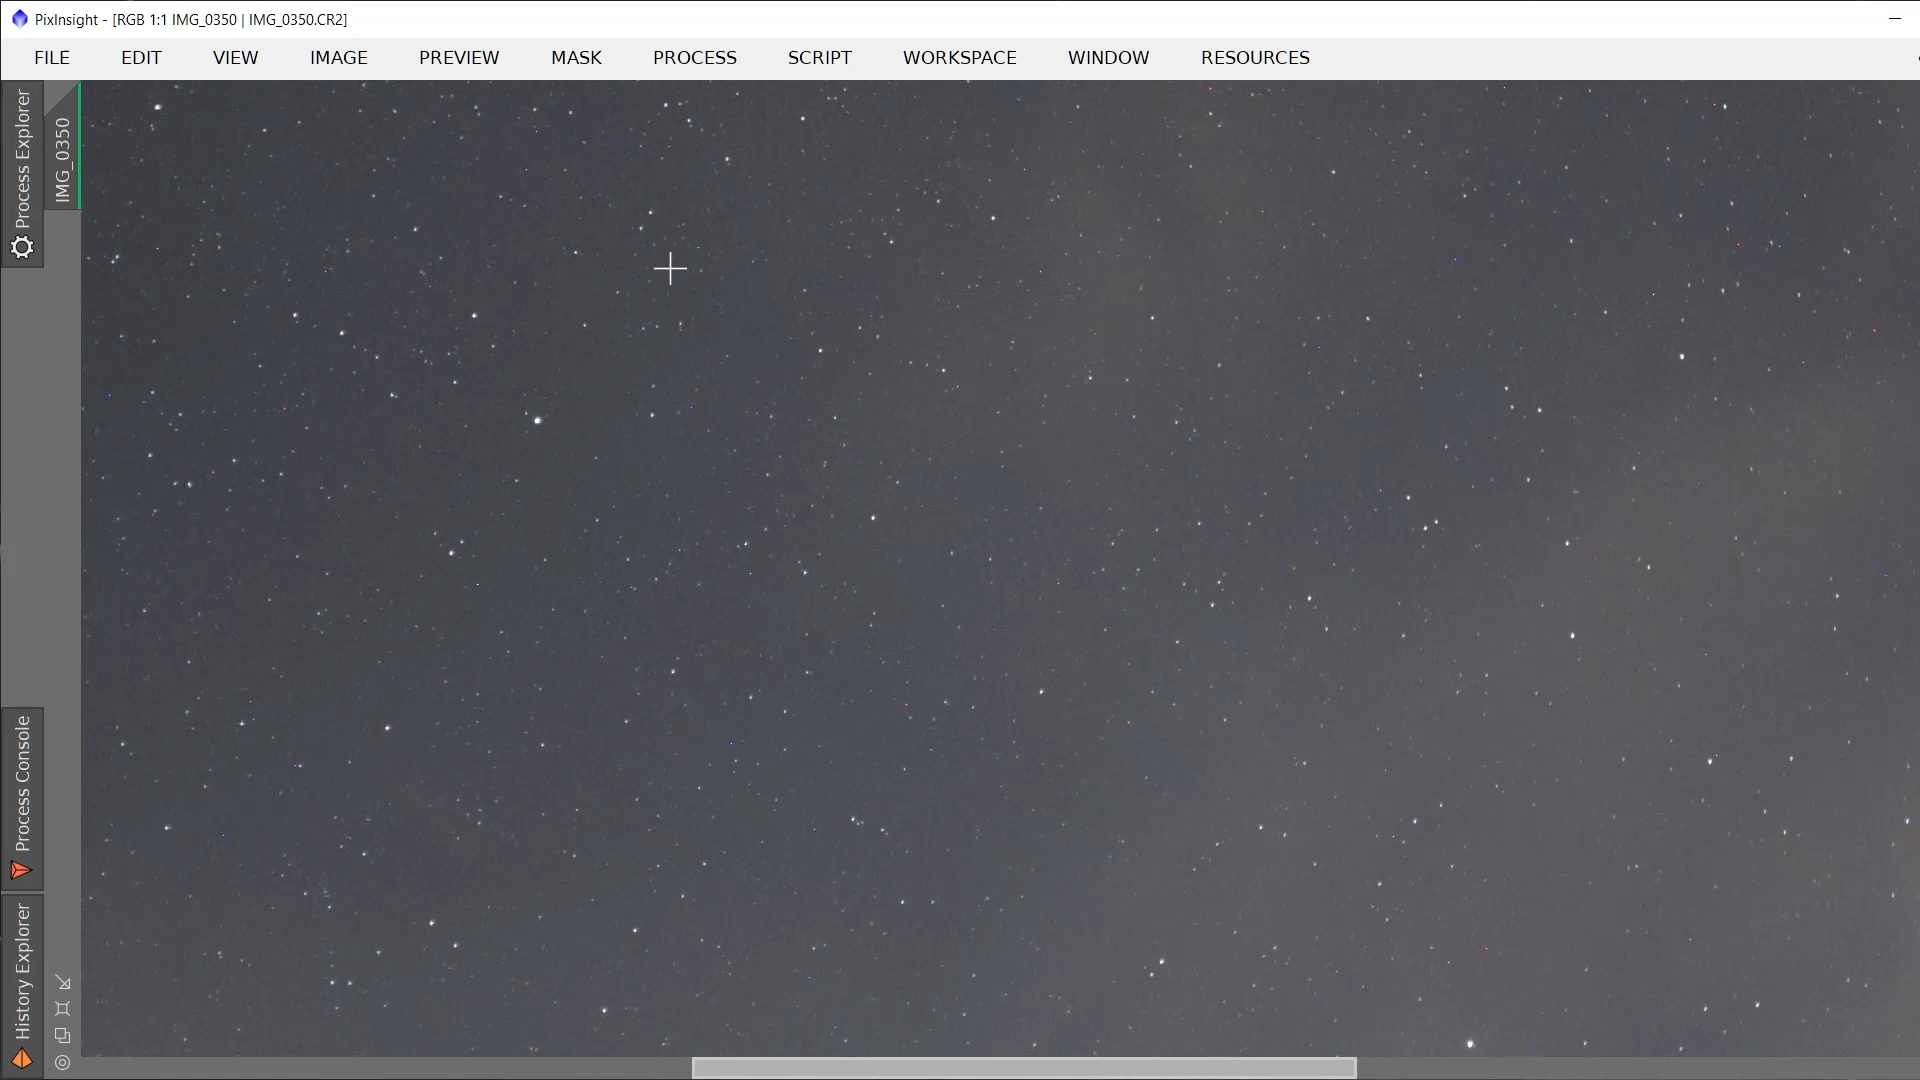 PixInsight - [RGB 1:1 IMG_0350 | IMG_0350.CR2]
FILE EDIT VIEW IMAGE PREVIEW MASK PROCESS SCRIPT WORKSPACE WINDOW RESOURCES
Process Explorer
IMG_0350
Process Console
History Explorer